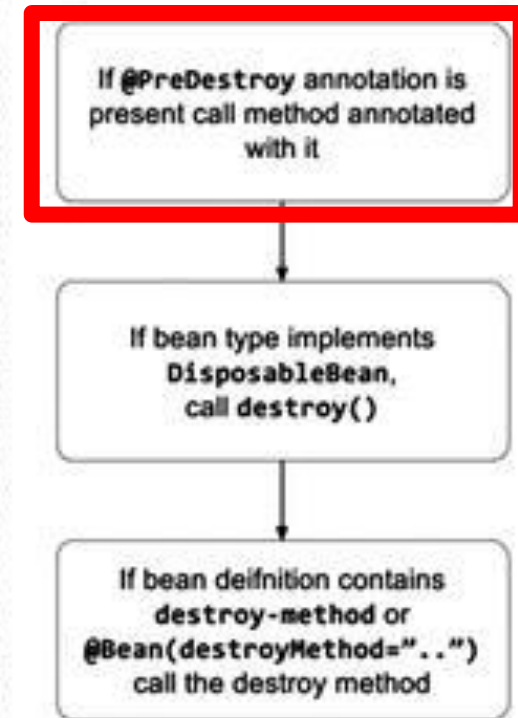 If @PreDestroy annotation is
present call method annotated
with it
If bean type implements
DisposableBean,
call destroy()
If bean deifnition contains
destroy-method or
@Bean(destroyMethod="..")
call the destroy method